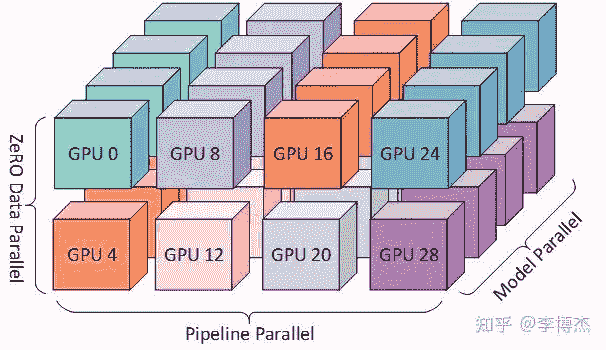 ZeRO Data Parallel
GPU 0
GPU 8
GPU 16
GPU 24
GPU 4
GPU 12
GPU 20
GPU 28
Model Parallel
Pipeline Parallel
知乎 @李博杰